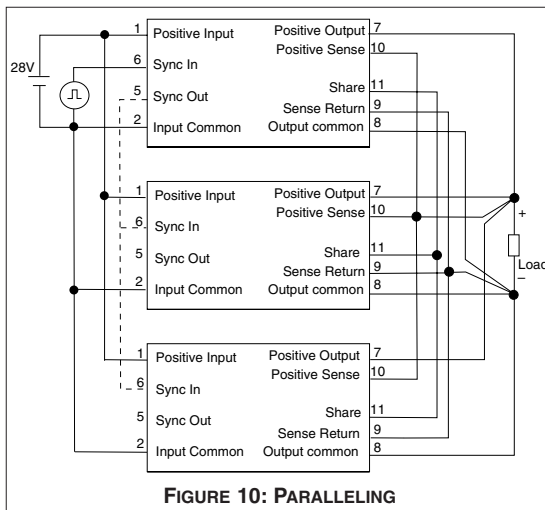 1 Positive Input Positive Output 7
Positive Sense 10
28V
6 Sync In
5 Sync Out Share 11
Sense Return 9
2 Input Common Output common 8
1 Positive Input Positive Output 7
Positive Sense 10
+
6 Sync In
5 Sync Out Share 11
Load
Sense Return 9
–
2 Input Common Output common 8
1 Positive Input Positive Output 7
Positive Sense 10
6 Sync In
5 Sync Out Share 11
Sense Return 9
2 Input Common Output common 8
FIGURE 10: PARALLELING